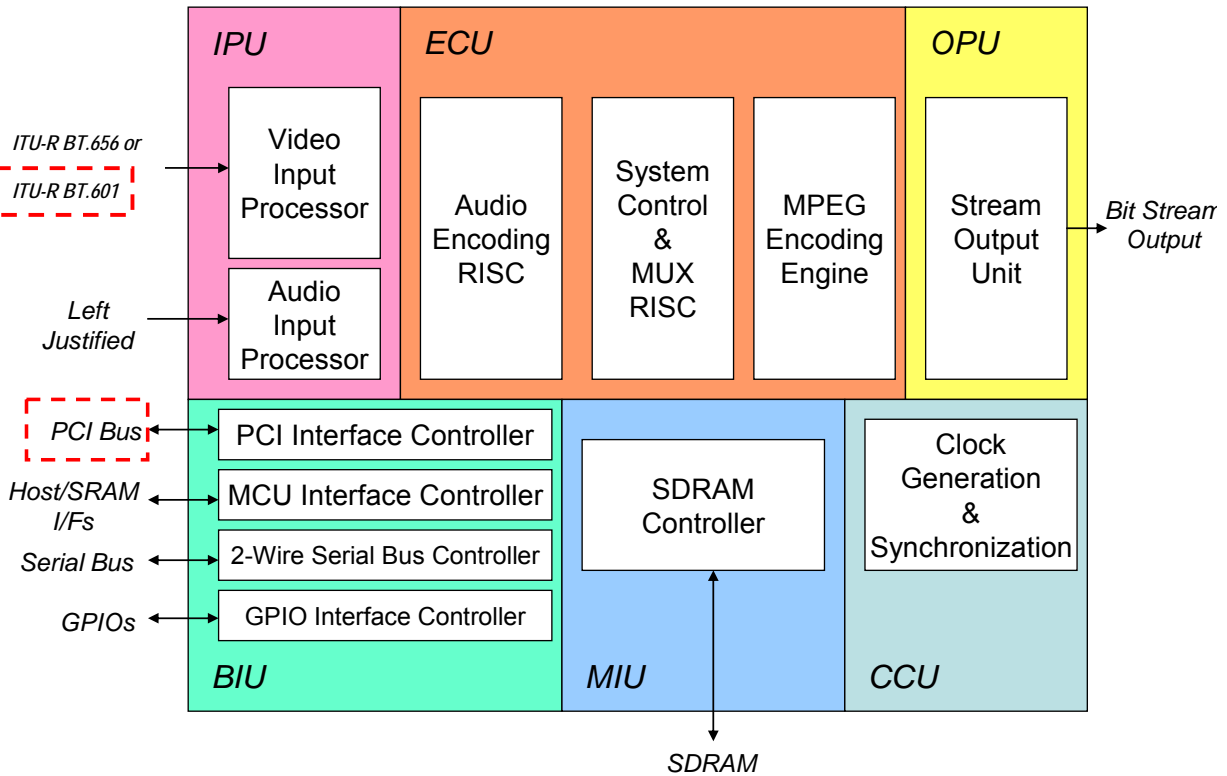 IPU
ECU
OPU
ITU-R BT.656 or
ITU-R BT.601
Video
Input
Processor
Left
Justified
Audio
Input
Processor
Audio
Encoding
RISC
System
Control
&
MUX
RISC
MPEG
Encoding
Engine
Stream
Output
Unit
Bit Stream
Output
PCI Bus
PCI Interface Controller
Host/SRAM
I/Fs
MCU Interface Controller
Serial Bus
2-Wire Serial Bus Controller
GPIOs
GPIO Interface Controller
BIU
SDRAM
Controller
MIU
Clock
Generation
&
Synchronization
CCU
SDRAM